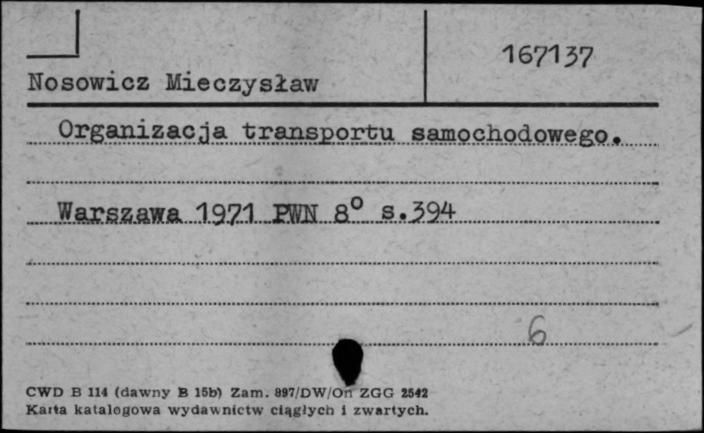 167137
Nosowicz Mieczysław
Organizacja transportu samochodowego.
Warszawa 1971 PWN 8° s.394
6
CWD B 114 (dawny B 15b) Zam. 897/DW/On ZGG 2542
Karta katalogowa wydawnictw ciągłych i zwartych.